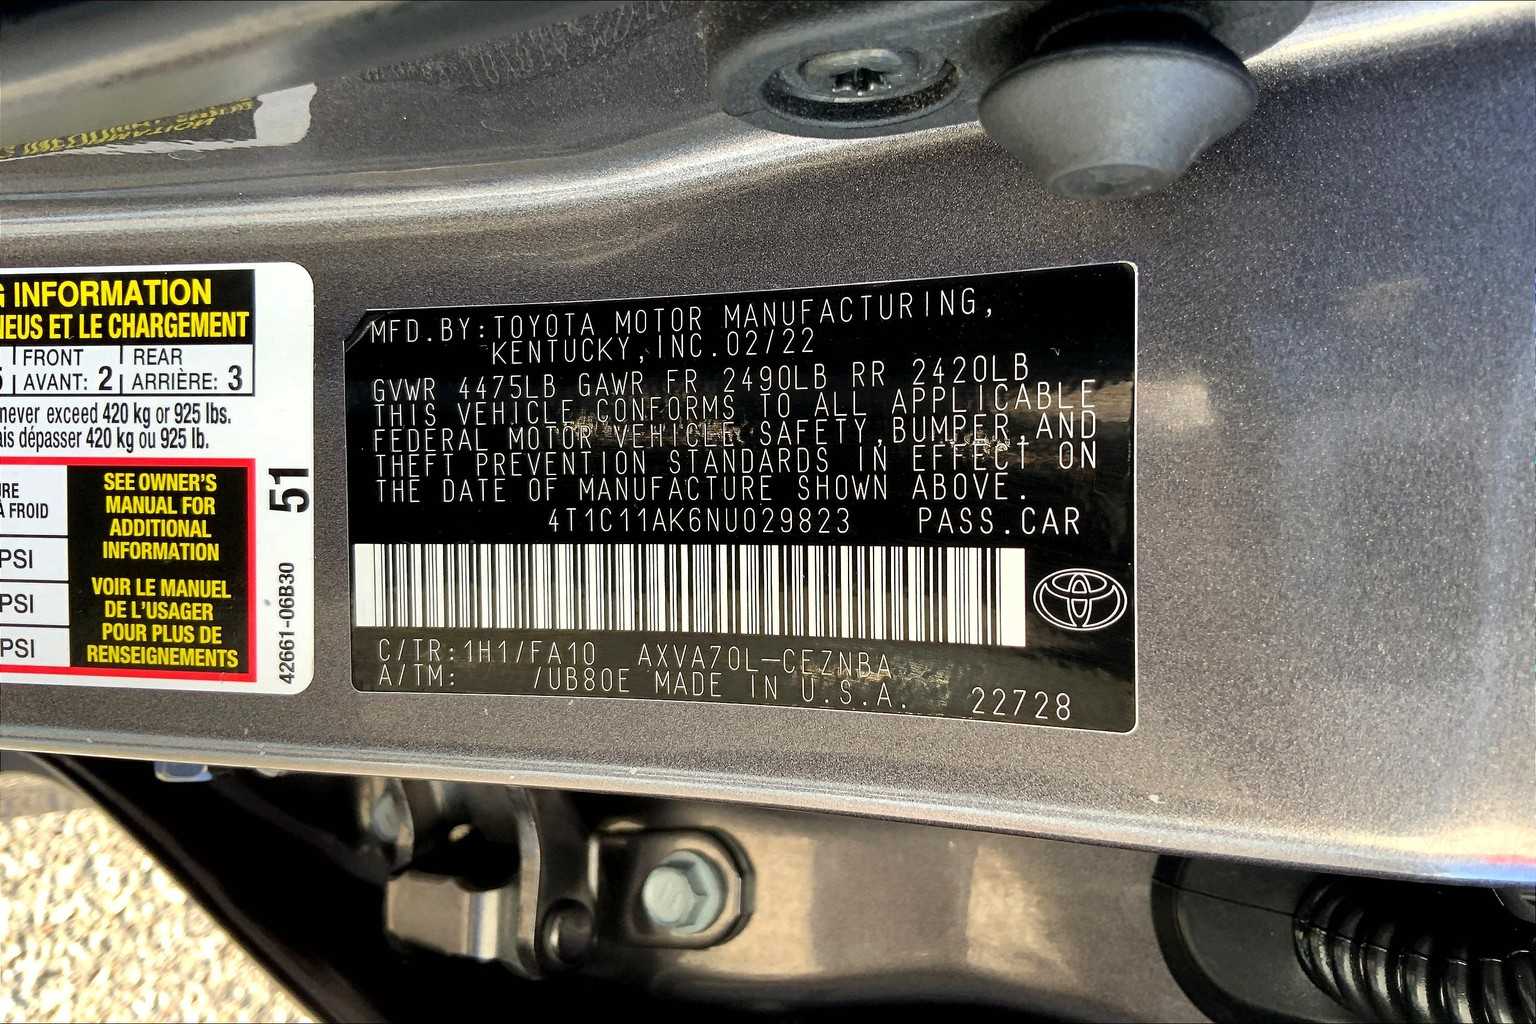 G INFORMATION
NEUS ET LE CHARGEMENT
FRONT
AVANT: 2
REAR
ARRIÈRE: 3
never exceed 420 kg or 925 lbs.
ais dépasser 420 kg ou 925 lb.
URE
À FROID
PSI
PSI
PSI
SEE OWNER'S
MANUAL FOR
ADDITIONAL
INFORMATION
VOIR LE MANUEL
DE L'USAGER
POUR PLUS DE
RENSEIGNEMENTS
51
42661-06B30
MFD.BY:TOYOTA MOTOR MANUFACTURING,
KENTUCKY,INC.02/22
GVWR 4475LB GAWR FR 2490LB RR 2420LB
THIS VEHICLE CONFORMS TO ALL APPLICABLE
FEDERAL MOTOR VEHICLE SAFETY,BUMPER,AND
THEFT PREVENTION STANDARDS IN EFFECT ON
THE DATE OF MANUFACTURE SHOWN ABOVE.
4T1C11AK6NU029823 PASS.CAR
C/TR:1H1/FA10 AXVA70L-CEZNBA
A/TM: /UB80E MADE IN U.S.A. 22728